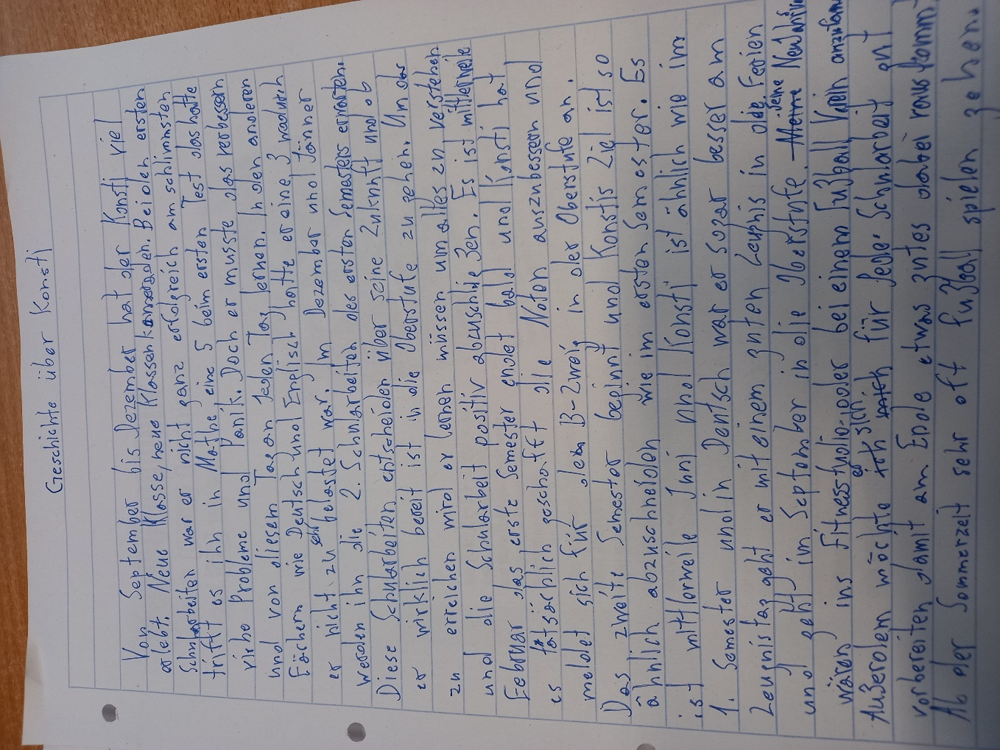 Geschichte über Konsti
Von September bis Dezember hat der Konsti viel
erlebt. Neue Klasse, neue Klassenkameraden. Bei den ersten
Schularbeiten war er nicht ganz erfolgreich am schlimmsten
trifft es ihn in Mathe eine 5 beim ersten Test das hatte
viele Probleme und Panik. Doch er musste das verbessern
und von diesem Tag an jeden Tag lernen. In den anderen
Fächern wie Deutsch und Englisch hatte er eine 3 wodurch
er nicht zu sehr belastet war. Im Dezember und Jänner
werden ihn die 2. Schularbeiten des ersten Semesters erwarten.
Diese Schularbeiten entscheiden über seine Zukunft und ob
er wirklich bereit ist in die Oberstufe zu gehen. Um das
zu erreichen wird er lernen müssen um alles zu verstehen
und die Schularbeit positiv abzuschließen. Es ist mittlerweile
Februar das erste Semester endet bald und Konsti hat
es tatsächlich geschafft die Noten auszubessern und
meldet sich für den B-Zweig in der Oberstufe an.
Das zweite Semester beginnt und Konstis Ziel ist so
ähnlich abzuschneiden wie im ersten Semester. Es
ist mittlerweile Juni und Konsti ist ähnlich wie im
1. Semester und in Deutsch war er sogar besser am
Zeugnistag geht er mit einem guten Zeugnis in die Ferien
und geht im September in die Oberstufe. Meine Seine Neujahrs
wären ins Fitnesstudio oder bei einem Fußball Verein anzufangen
Außerdem möchte er sich für jede Schularbeit gut
vorbereiten damit am Ende etwas gutes dabei rauskommt
Ab der Sommerzeit sehr oft Fußball spielen gehen.